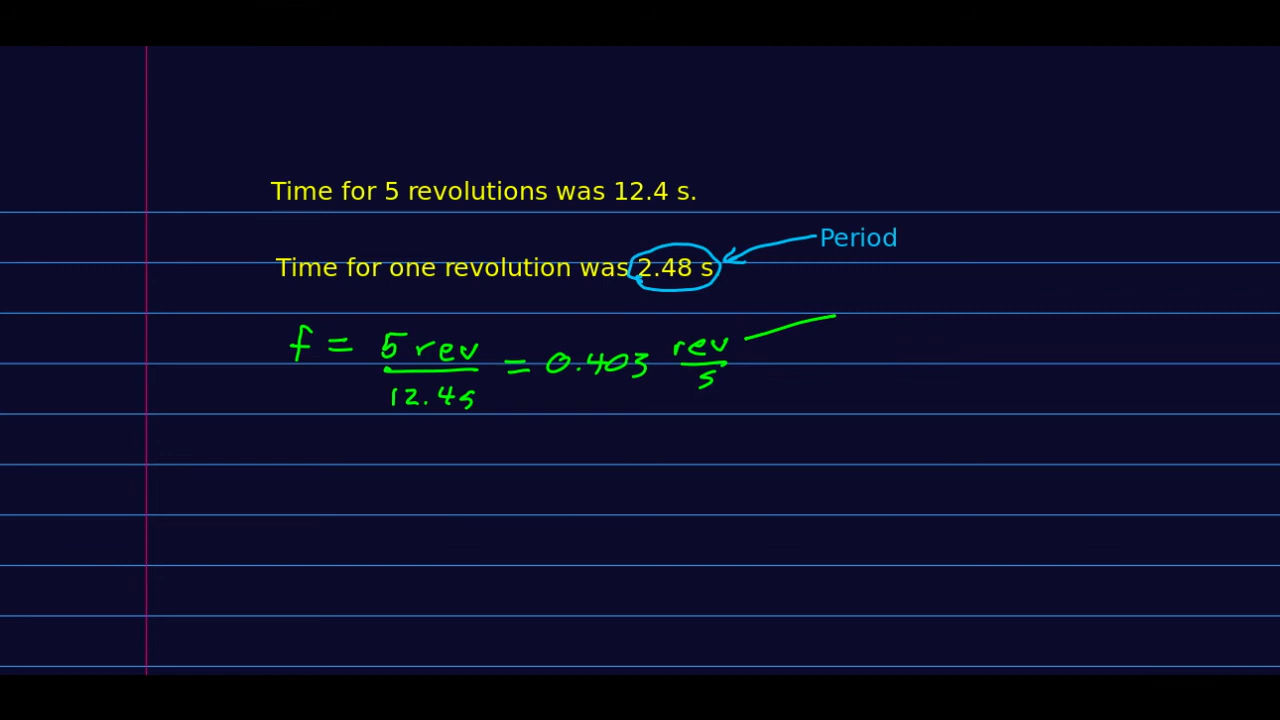 Time for 5 revolutions was 12.4 s.
Period
Time for one revolution was 2.48 s
f = 5 rev / 12.4s = 0.403 rev / s